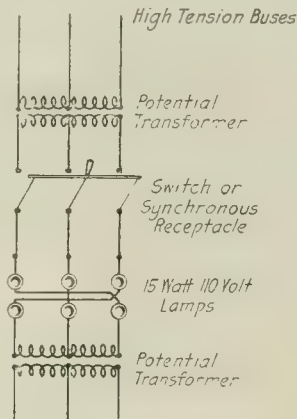 High Tension Buses
Potential
Transformer
Switch or
Synchronous
Receptacle
15 Watt 110 Volt
Lamps
Potential
Transformer